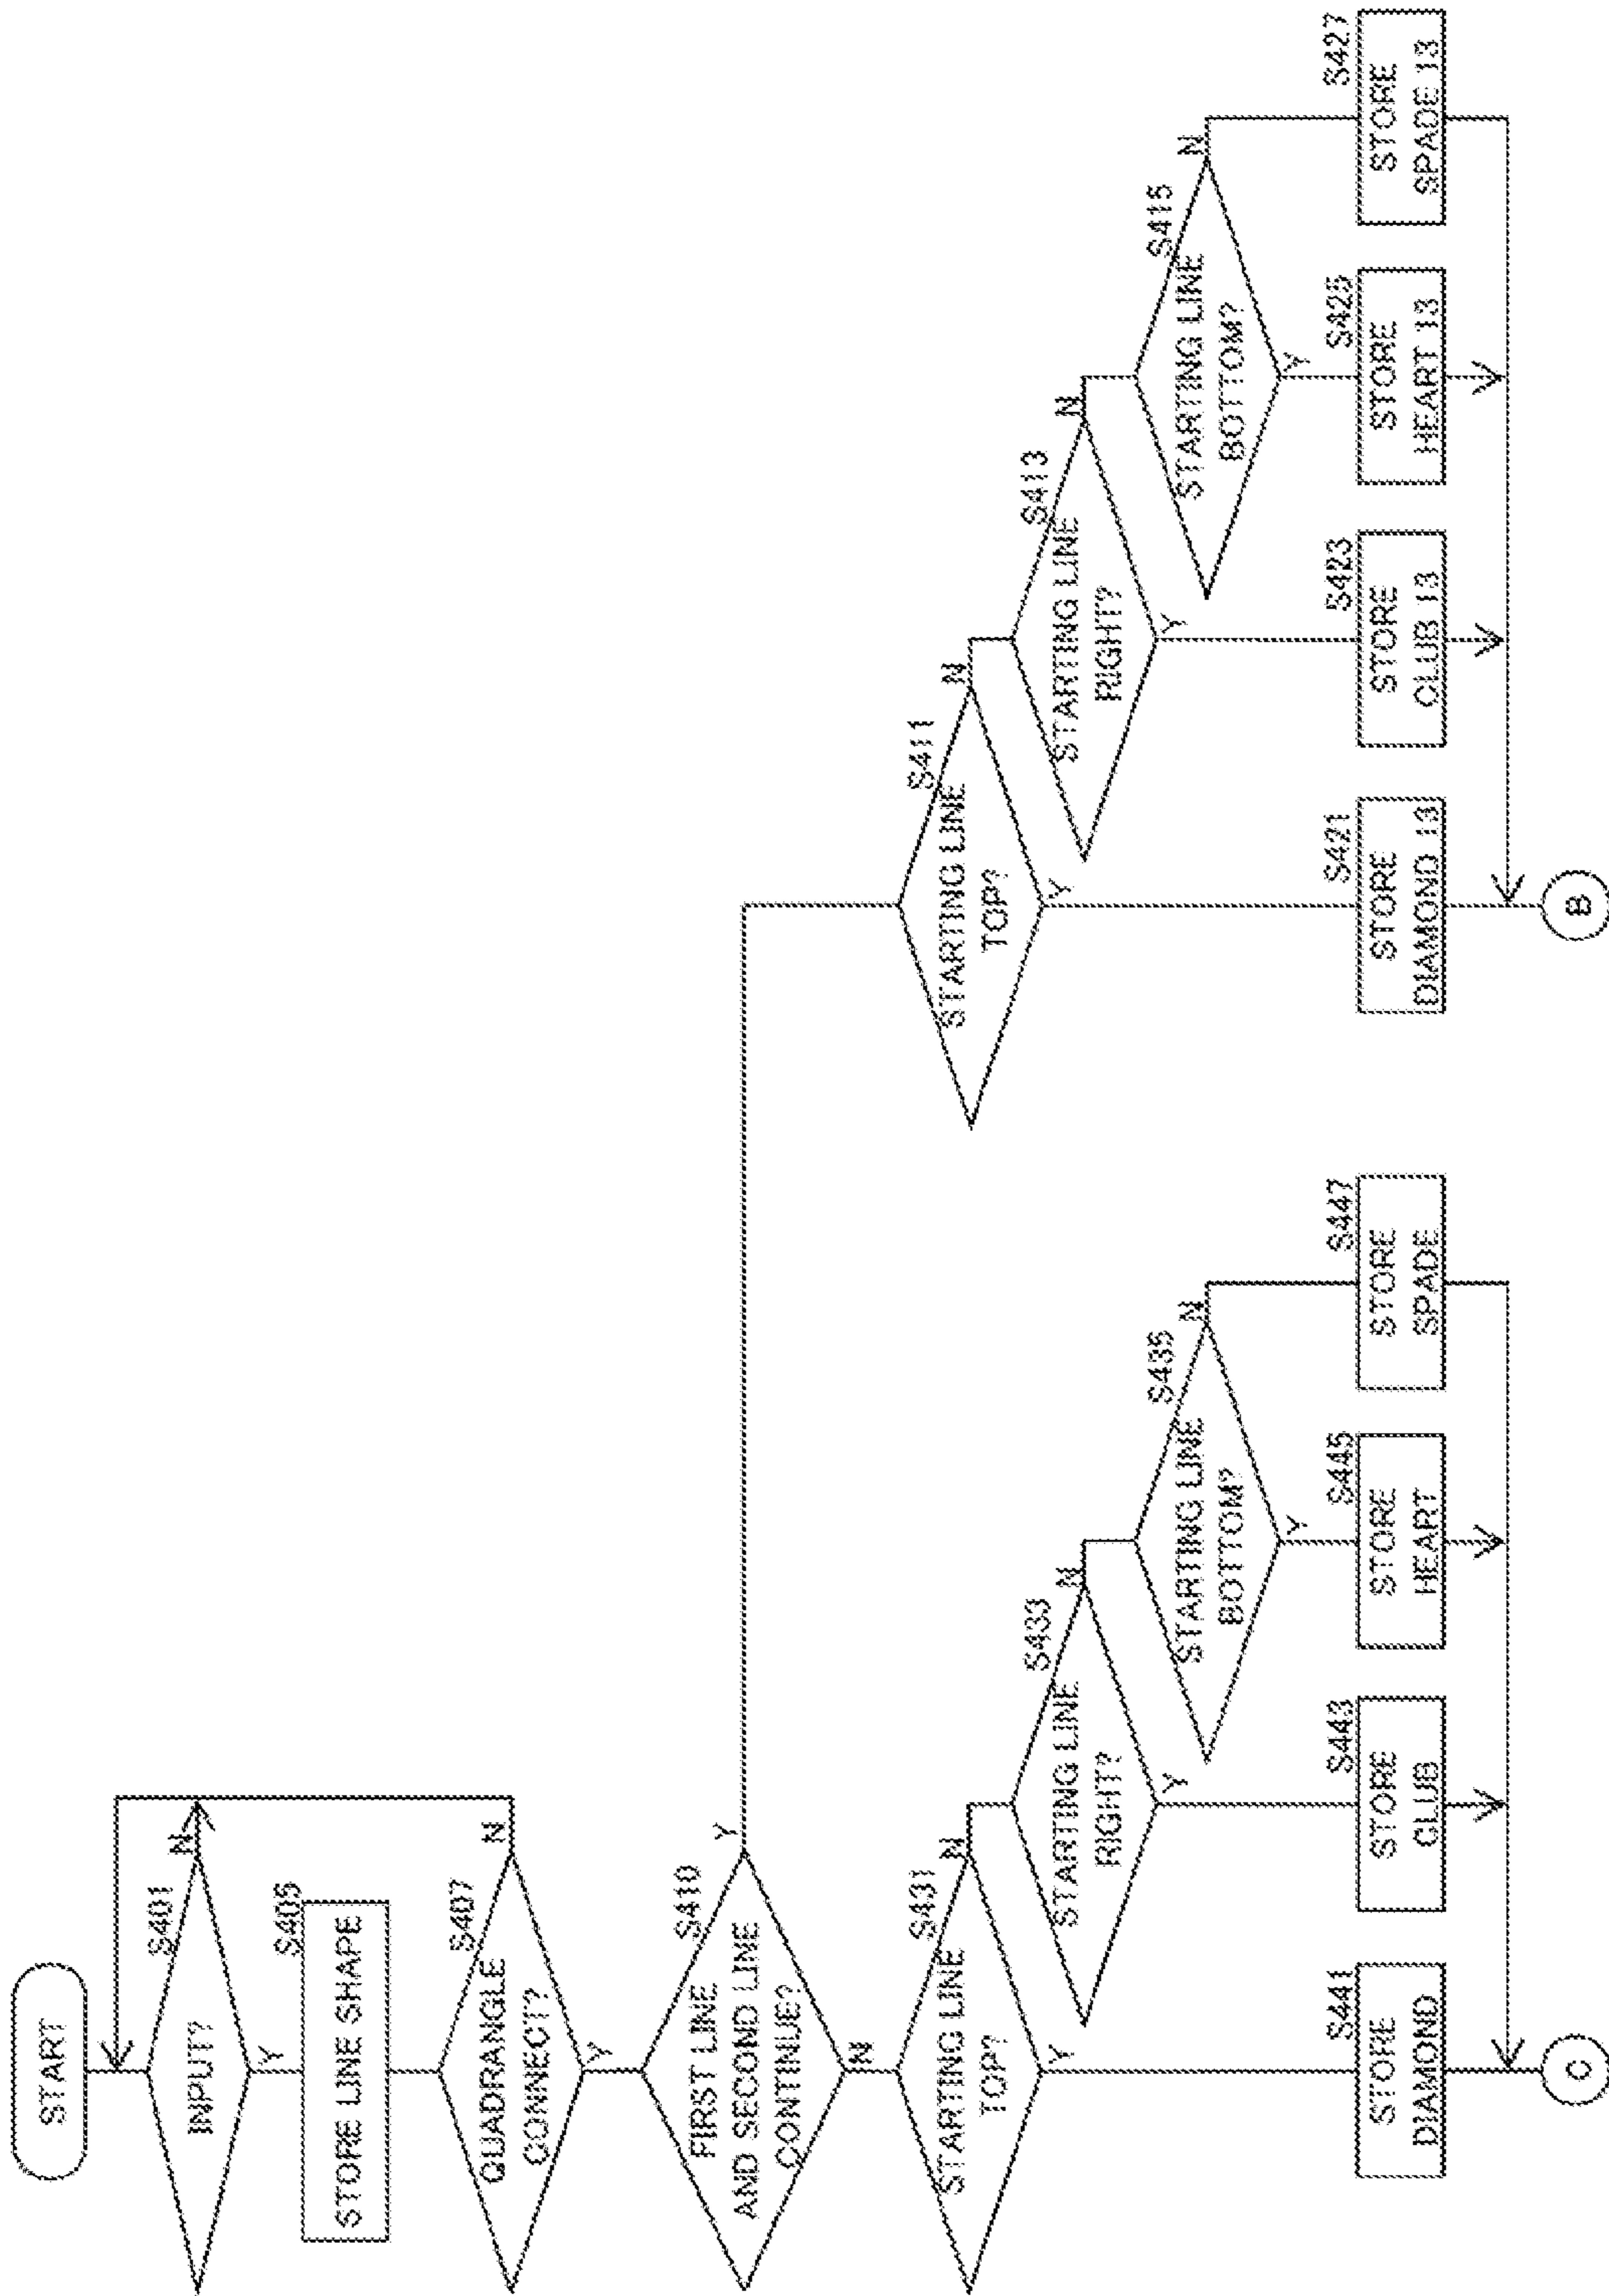 START
S401
INPUT?
N
Y
S405
STORE LINE SHAPE
S407
QUADRANGLE
CONNECT?
N
Y
S410
FIRST LINE
AND SECOND LINE
CONTINUE?
Y
N
S431
STARTING LINE
TOP?
N
Y
S433
STARTING LINE
RIGHT?
N
Y
S435
STARTING LINE
BOTTOM?
N
Y
S441
STORE
DIAMOND
S443
STORE
CLUB
S445
STORE
HEART
S447
STORE
SPADE
C
S411
STARTING LINE
TOP?
N
Y
S413
STARTING LINE
RIGHT?
N
Y
S415
STARTING LINE
BOTTOM?
N
Y
S421
STORE
DIAMOND 13
S423
STORE
CLUB 13
S425
STORE
HEART 13
S427
STORE
SPADE 13
B